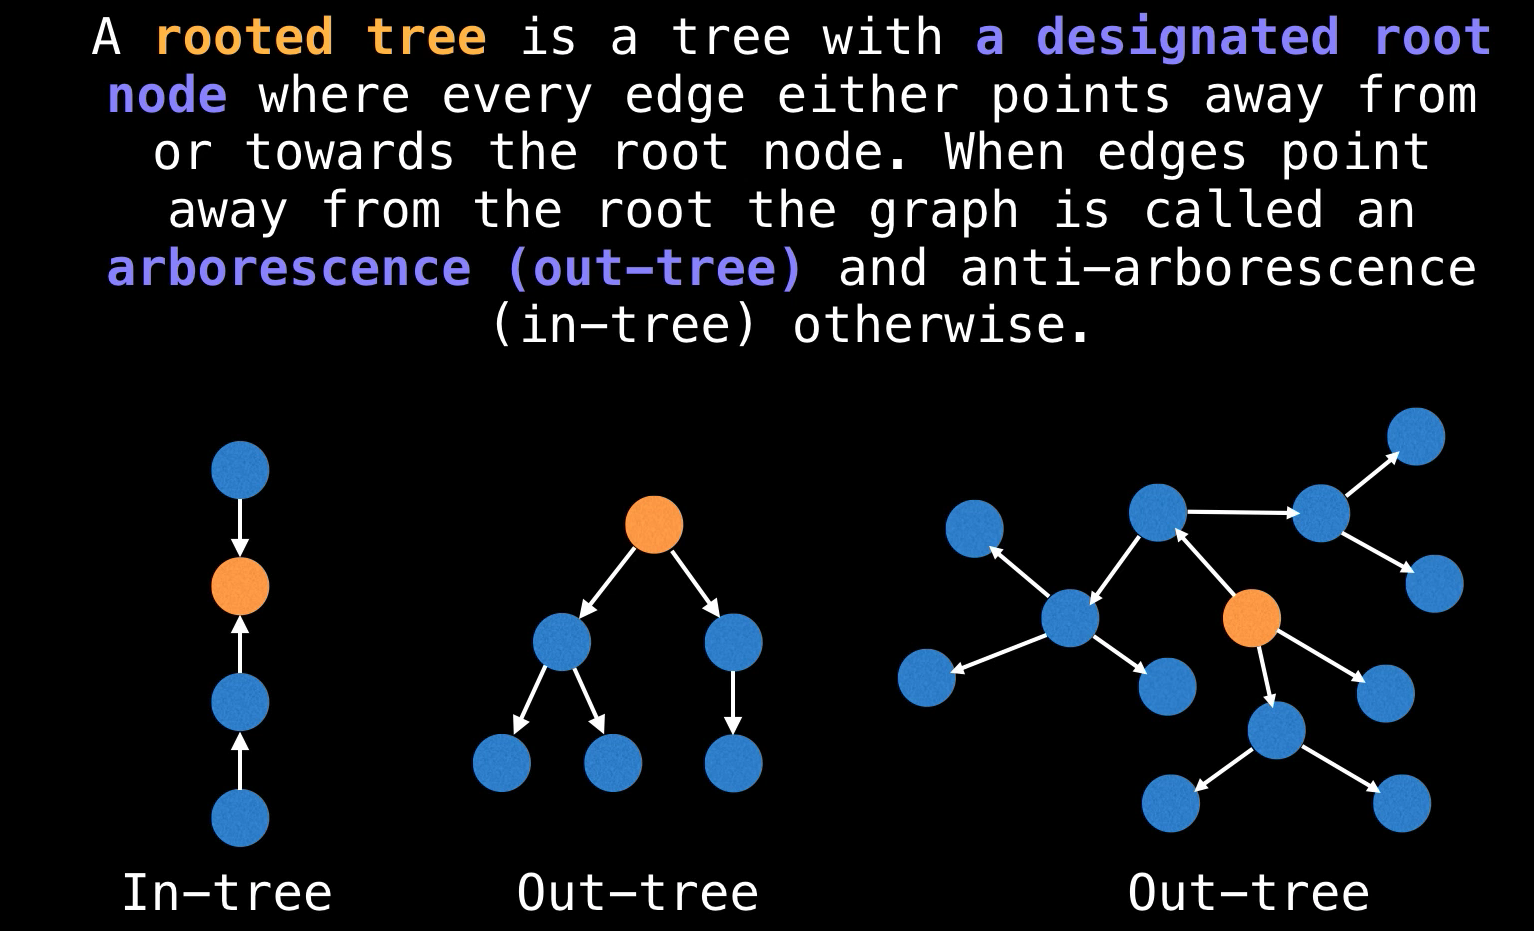 A rooted tree is a tree with a designated root
node where every edge either points away from
or towards the root node. When edges point
away from the root the graph is called an
arborescence (out-tree) and anti-arborescence
(in-tree) otherwise.
In-tree
Out-tree
Out-tree